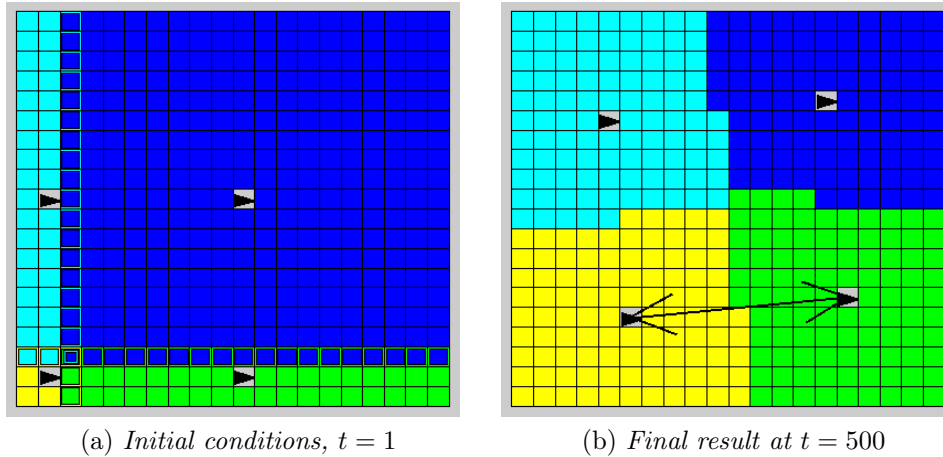 (a) Initial conditions, t = 1
(b) Final result at t = 500